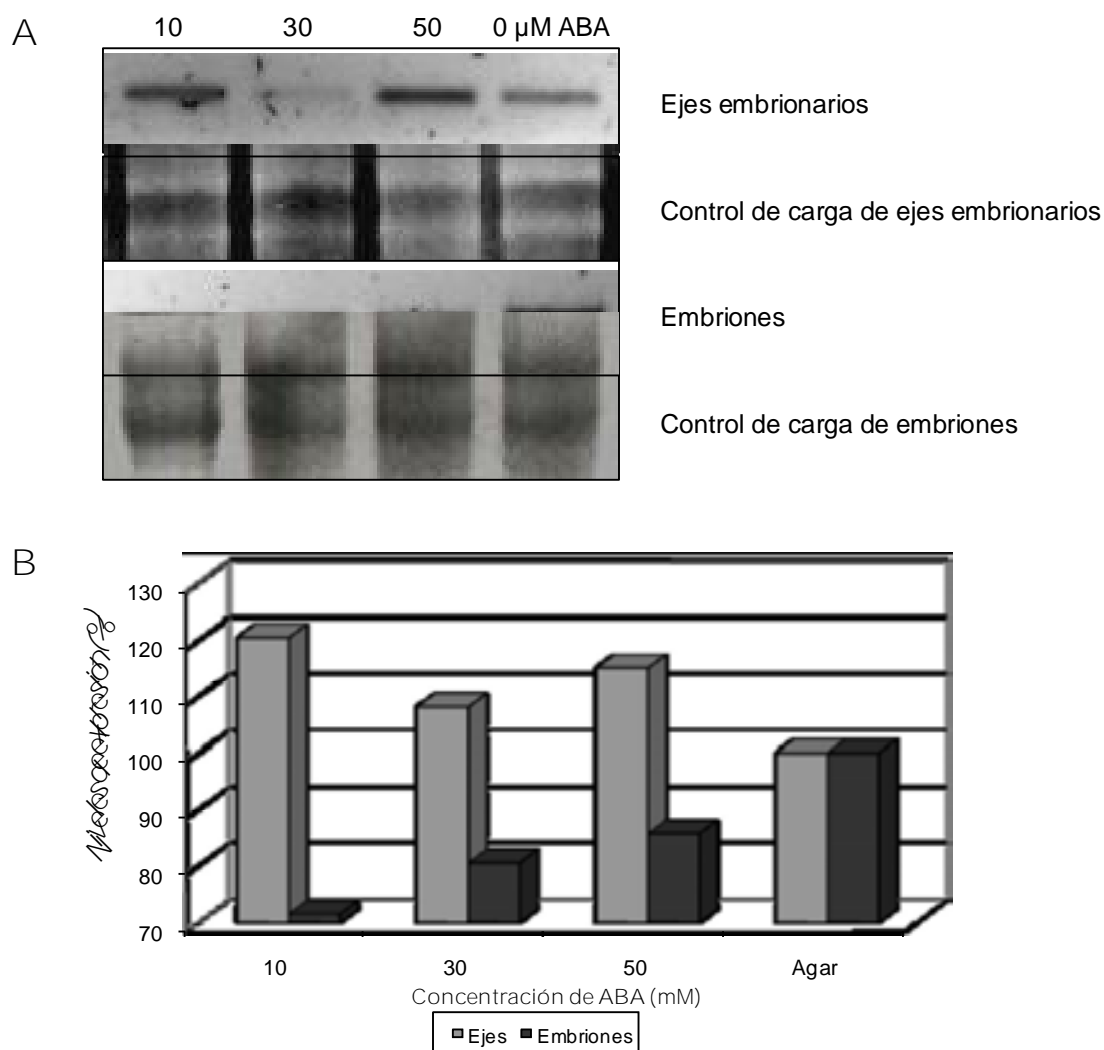 A
10 30 50 0 µM ABA
Ejes embrionarios
Control de carga de ejes embrionarios
Embriones
Control de carga de embriones
B
130
120
110
100
90
80
70
10 30 50 Agar
Concentración de ABA (mM)
Ejes Embriones